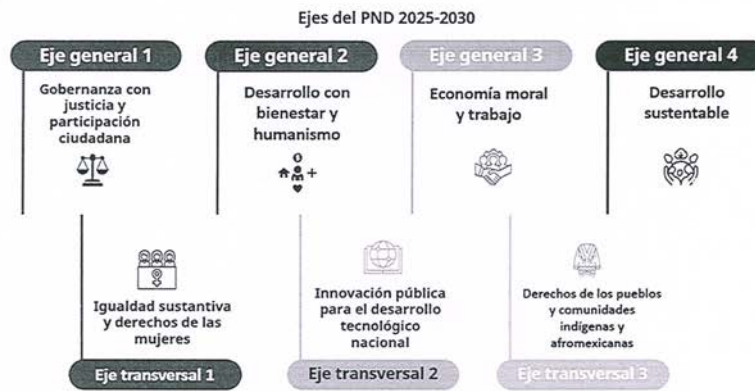 Ejes del PND 2025-2030
Eje general 1
Gobernanza con
justicia y
participación
ciudadana
Eje general 2
Desarrollo con
bienestar y
humanismo
Eje general 3
Economía moral
y trabajo
Eje general 4
Desarrollo
sustentable
Igualdad sustantiva
y derechos de las
mujeres
Eje transversal 1
Innovación pública
para el desarrollo
tecnológico
nacional
Eje transversal 2
Derechos de los pueblos
y comunidades
indígenas y
afromexicanas
Eje transversal 3